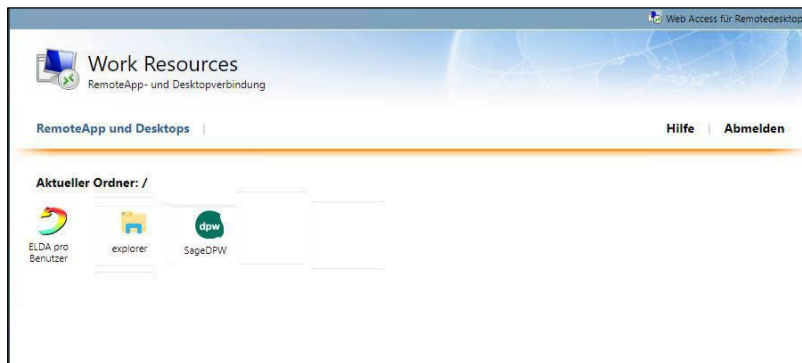 Web Access für Remotedesktop
Work Resources
RemoteApp- und Desktopverbindung
RemoteApp und Desktops |
Hilfe | Abmelden
Aktueller Ordner: /
dpw
ELDA pro
Benutzer
explorer
SageDPW